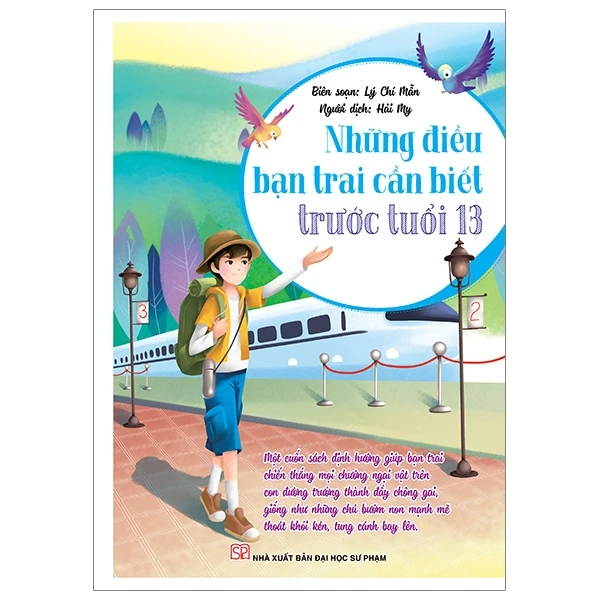 Biên soạn: Lý Chí Mẫn
Người dịch: Hải My
Những điều
bạn trai cần biết
trước tuổi 13
3
2
Một cuốn sách định hướng giúp bạn trai
chiến thắng mọi chướng ngại vật trên
con đường trưởng thành đầy chông gai,
giống như những chú bướm non mạnh mẽ
thoát khỏi kén, tung cánh bay lên.
SP NHÀ XUẤT BẢN ĐẠI HỌC SƯ PHẠM